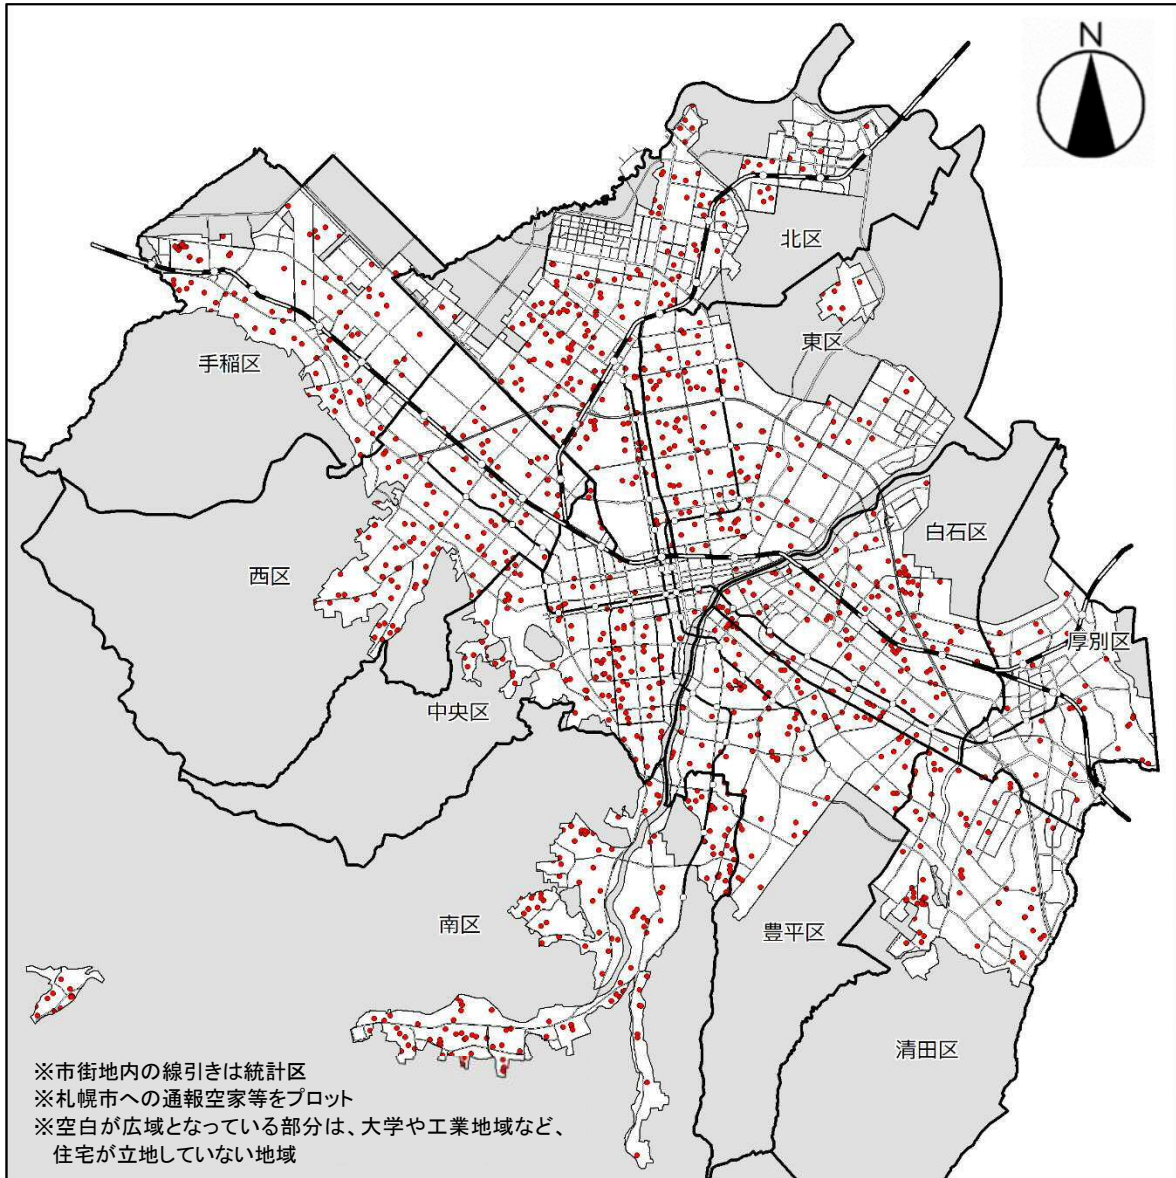 N
北区
東区
手稲区
白石区
西区
厚別区
中央区
南区
豊平区
清田区
※市街地内の線引きは統計区
※札幌市への通報空家等をプロット
※空白が広域となっている部分は、大学や工業地域など、
住宅が立地していない地域